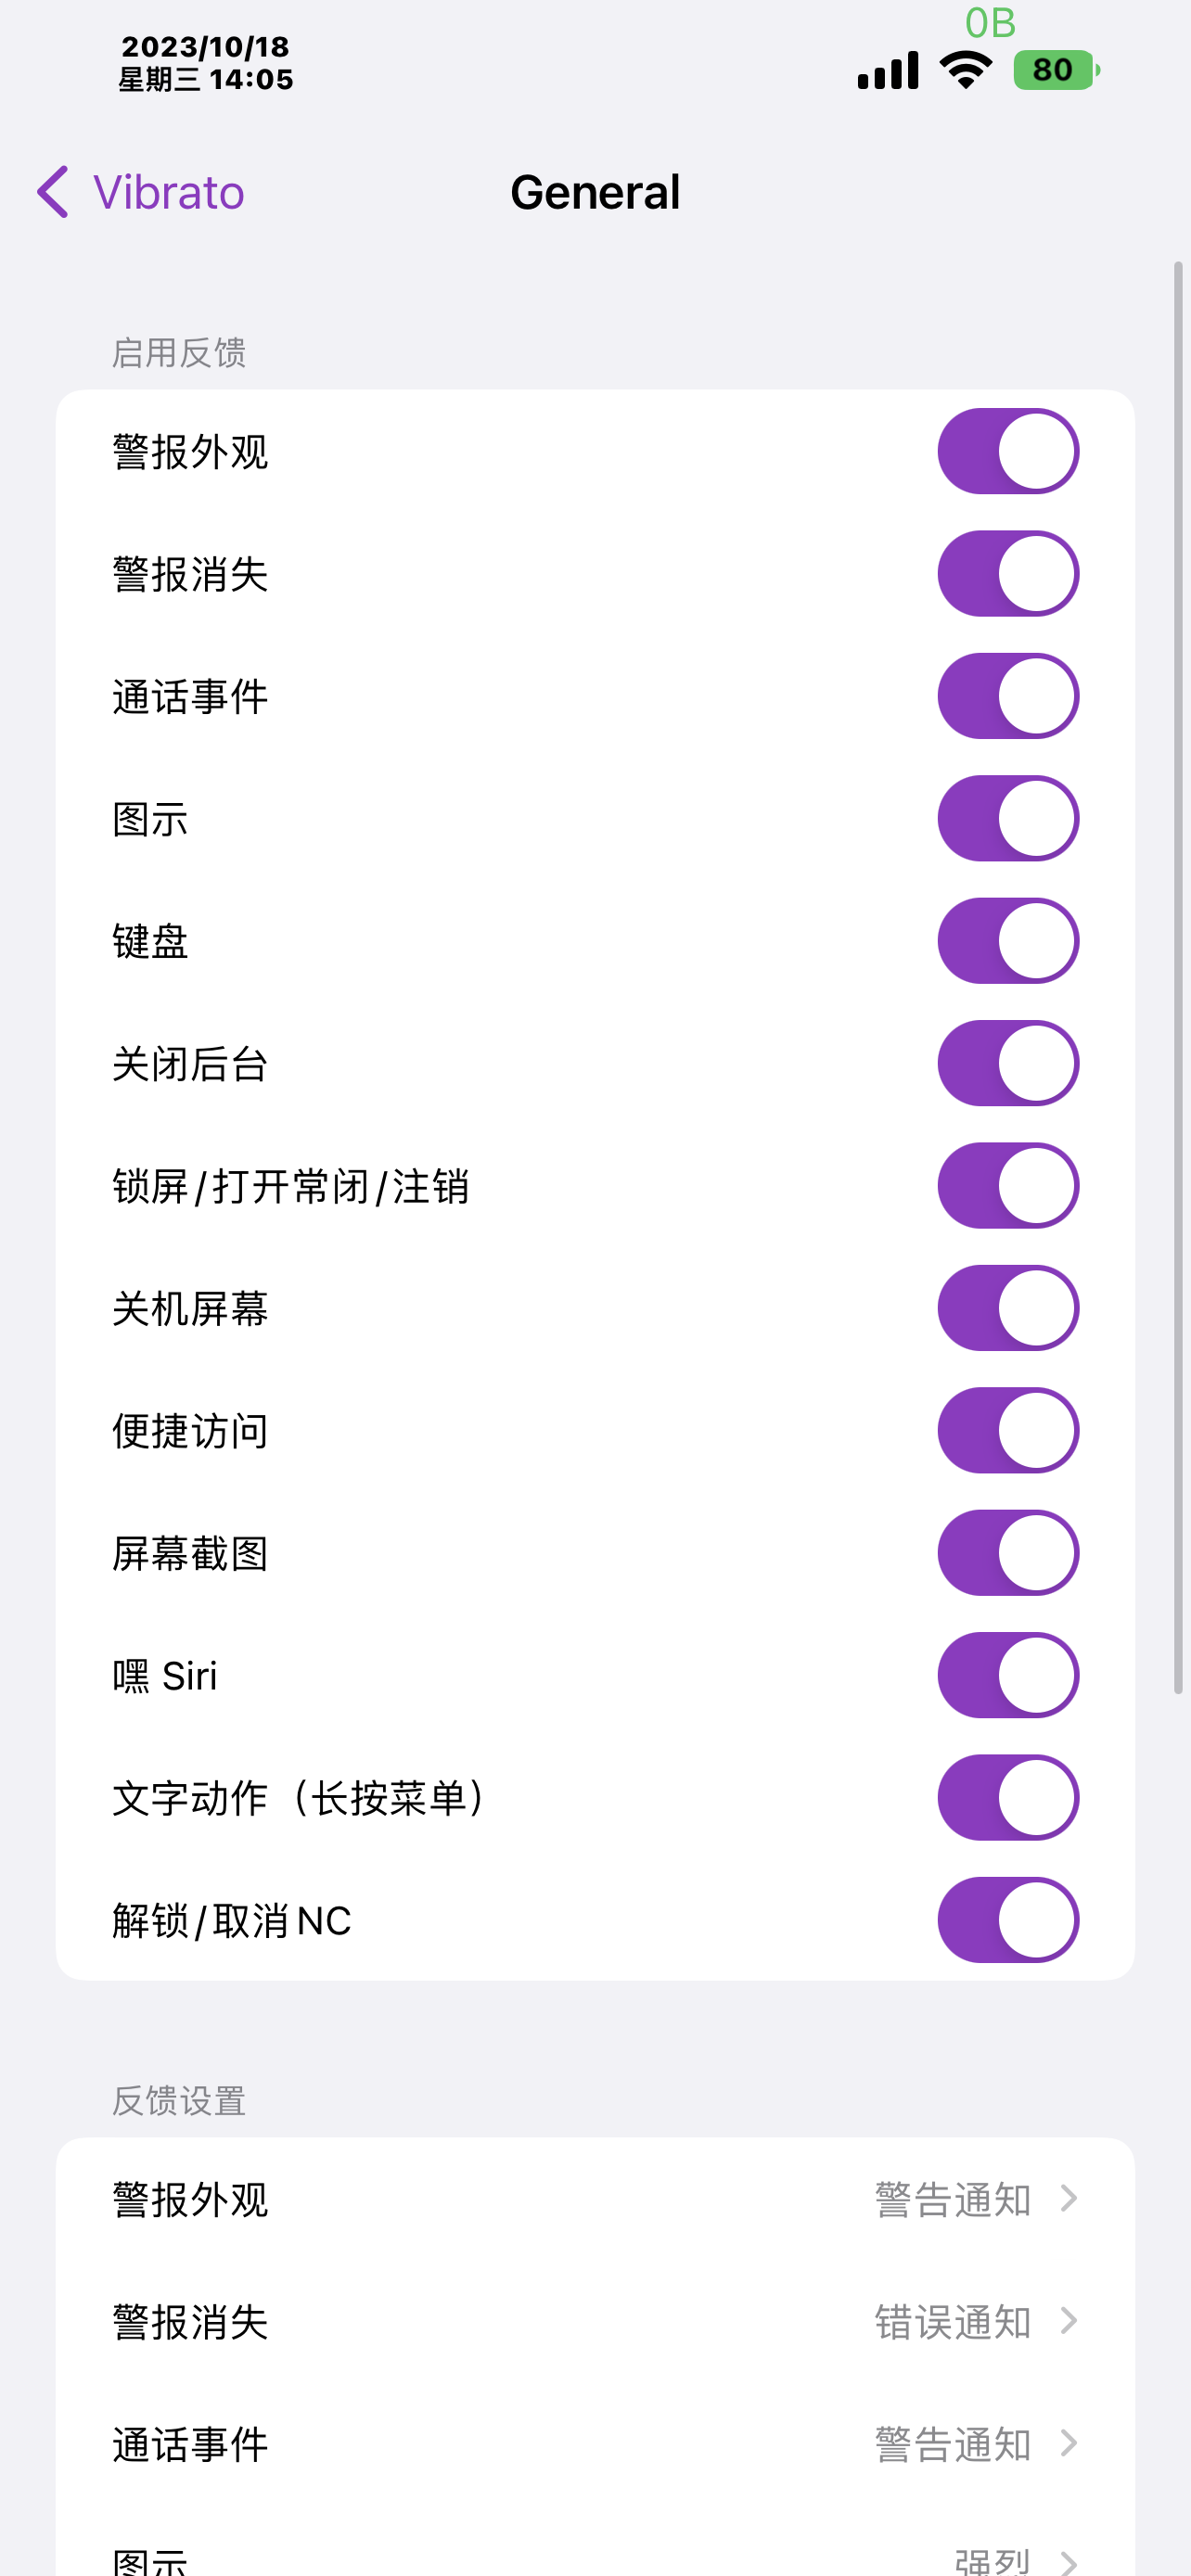 0B
2023/10/18
星期三 14:05
80
Vibrato
General
启用反馈
警报外观
警报消失
通话事件
图示
键盘
关闭后台
锁屏/打开常闭/注销
关机屏幕
便捷访问
屏幕截图
嘿 Siri
文字动作（长按菜单）
解锁/取消NC
反馈设置
警报外观 警告通知
警报消失 错误通知
通话事件 警告通知
图示 强烈